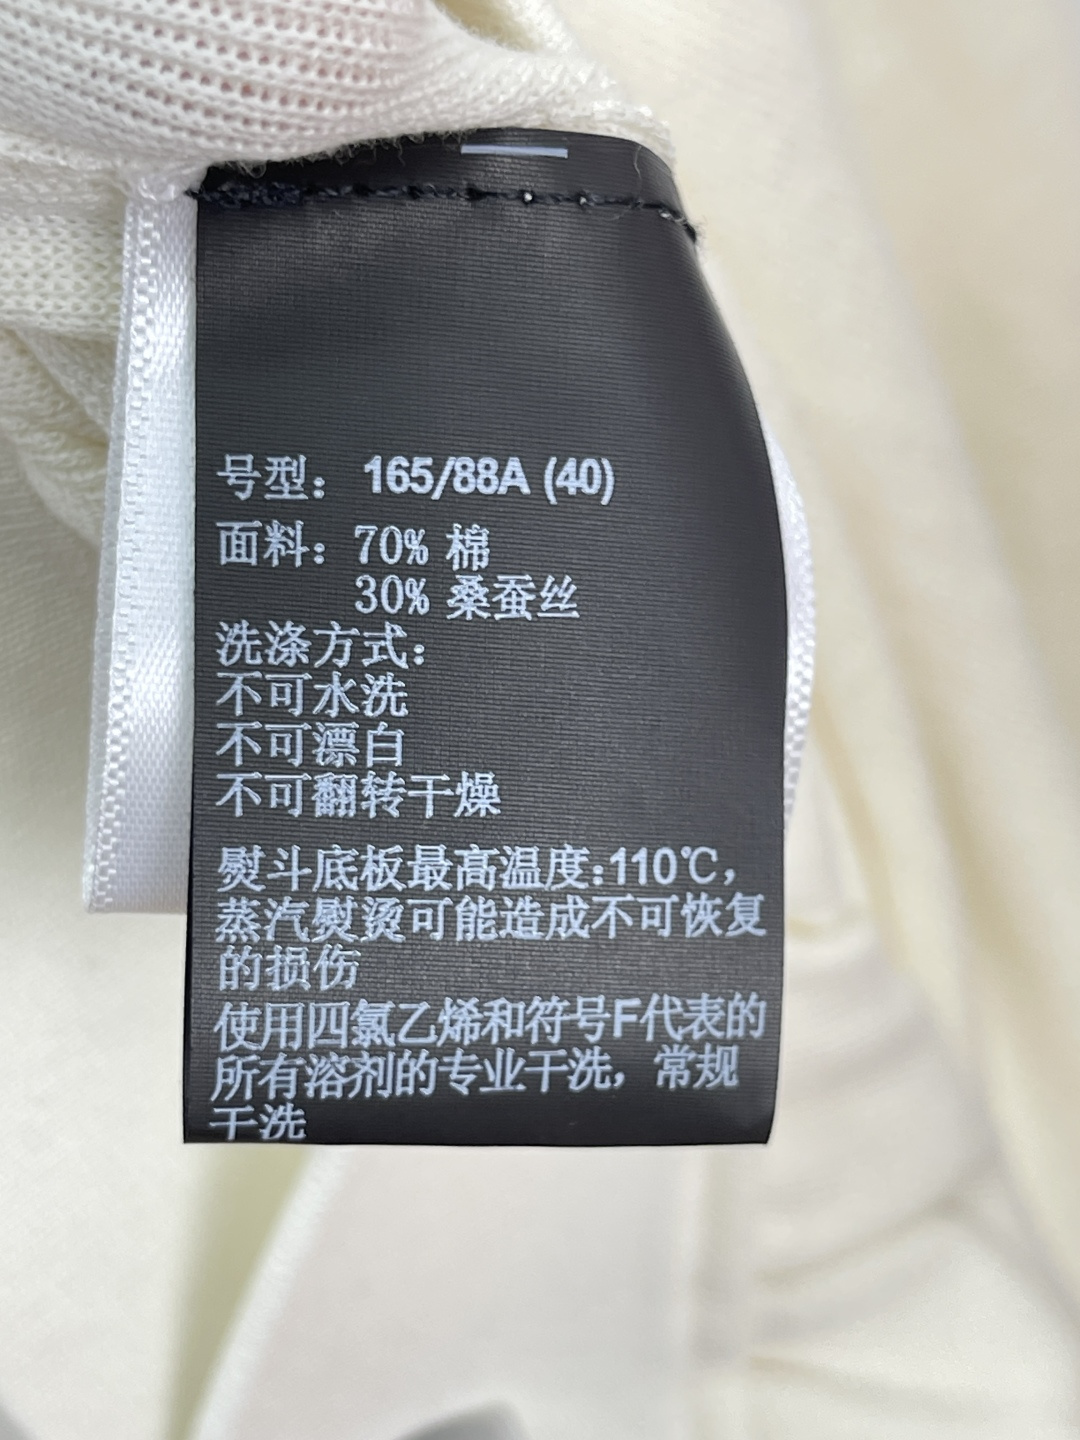 号型： 165/88A (40)
面料： 70% 棉
30% 桑蚕丝
洗涤方式：
不可水洗
不可漂白
不可翻转干燥
熨斗底板最高温度:110℃，
蒸汽熨烫可能造成不可恢复
的损伤
使用四氯乙烯和符号F代表的
所有溶剂的专业干洗，常规
干洗